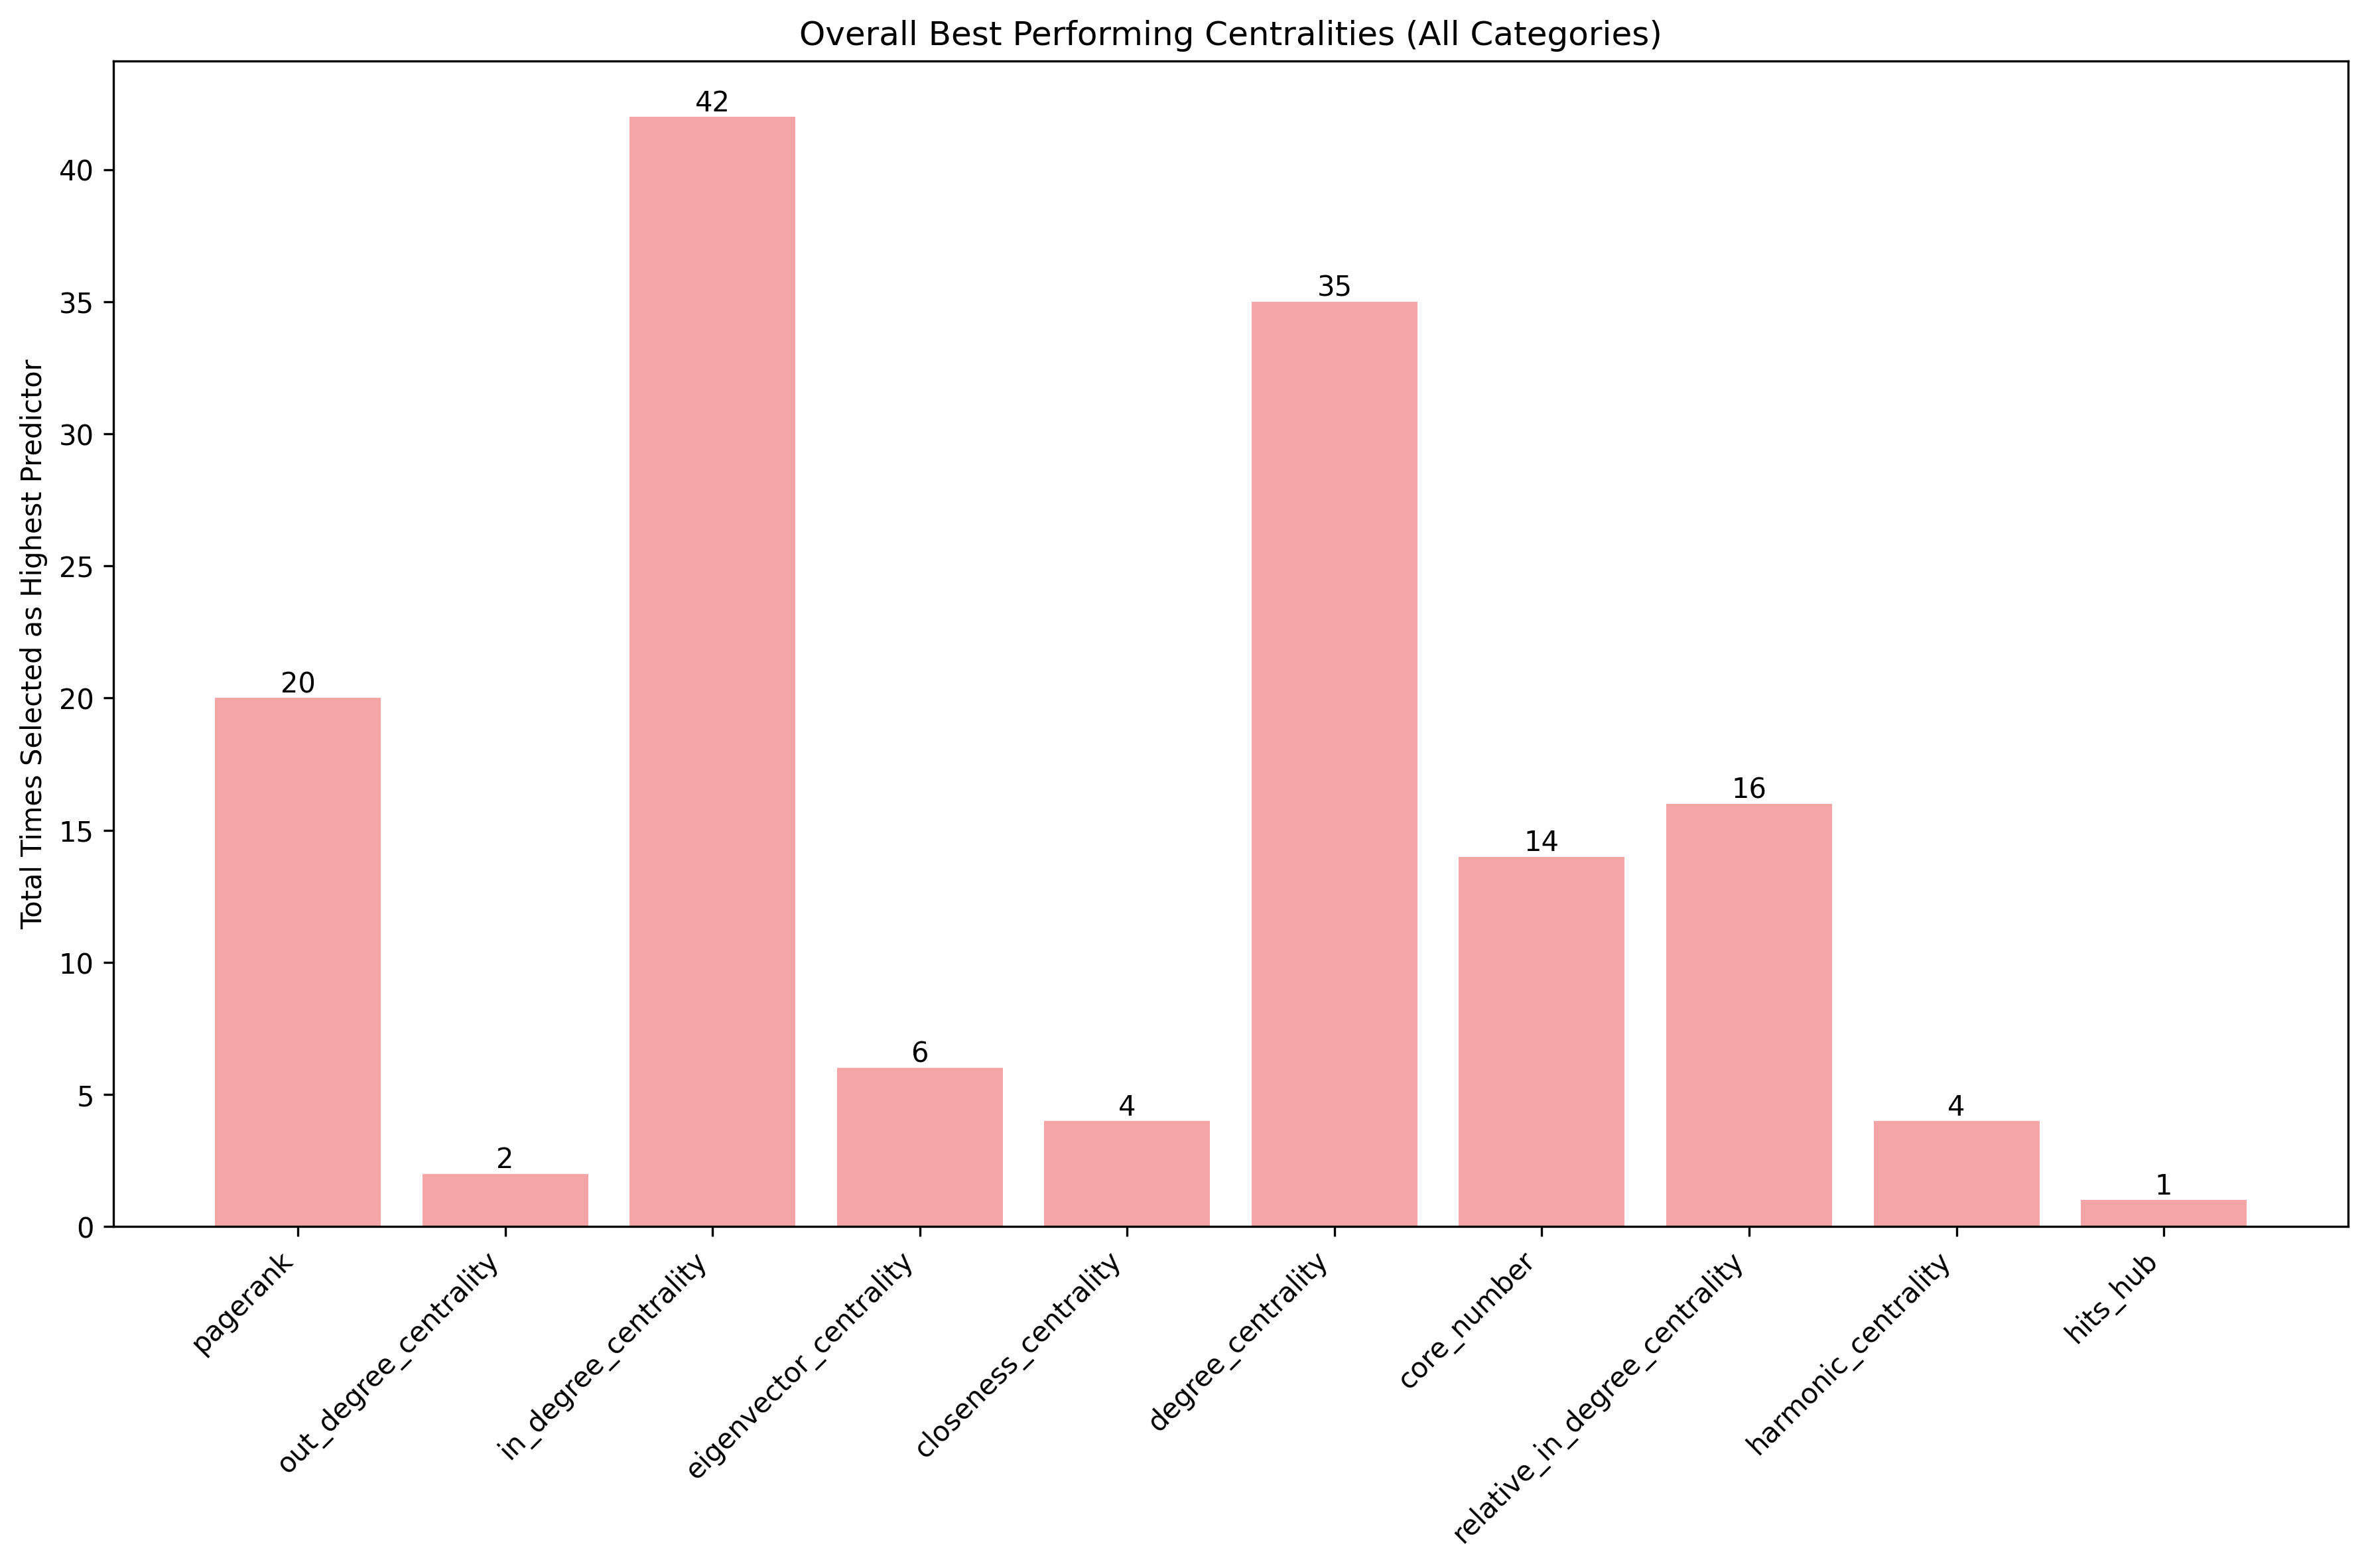 Overall Best Performing Centralities (All Categories)
Total Times Selected as Highest Predictor
40
35
30
25
20
15
10
5
0
20
2
42
6
4
35
14
16
4
1
pagerank
out_degree_centrality
in_degree_centrality
eigenvector_centrality
closeness_centrality
degree_centrality
core_number
relative_in_degree_centrality
harmonic_centrality
hits_hub